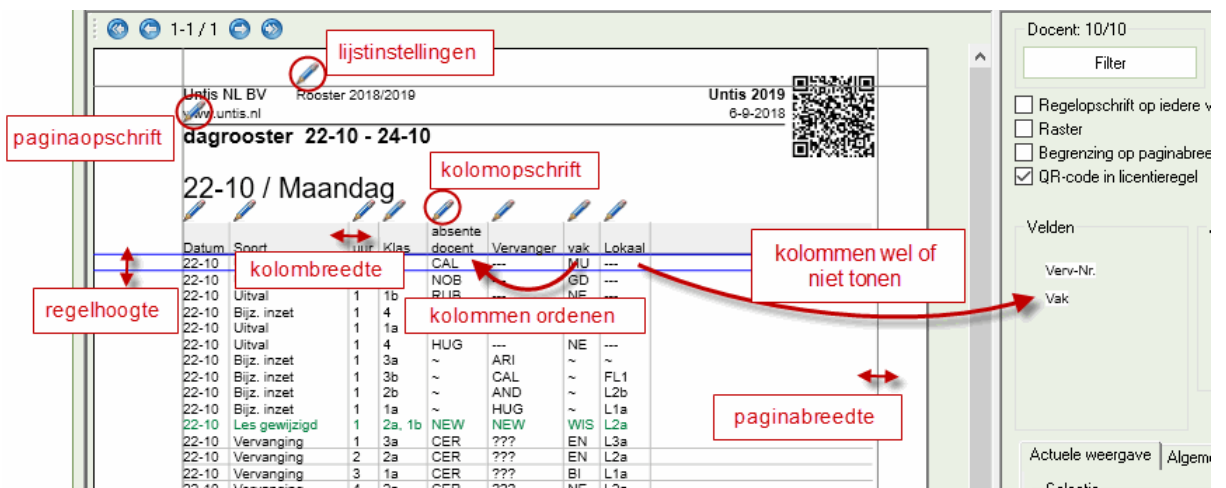 1-1 / 1
lijstinstellingen
Untis NL BV Rooster 2018/2019 Untis 2019
www.untis.nl 6-9-2018
paginaopschrift
dagrooster 22-10 - 24-10
kolomopschrift
22-10 / Maandag
absente
Datum Soort uur Klas docent Vervanger vak Lokaal
22-10 CAL --- MU ---
kolombreedte
22-10 NOB --- GD ---
regelhoogte
22-10 Uitval 1 1b RUB --- NE ---
22-10 Bijz. inzet 1 4
kolommen ordenen
22-10 Uitval 1 1a
22-10 Uitval 1 4 HUG --- NE ---
22-10 Bijz. inzet 1 3a ~ ARI ~ ~
22-10 Bijz. inzet 1 3b ~ CAL ~ FL1
22-10 Bijz. inzet 1 2b ~ AND ~ L2b
22-10 Bijz. inzet 1 1a ~ HUG ~ L1a
22-10 Les gewijzigd 1 2a, 1b NEW NEW WIS L2a
22-10 Vervanging 1 3a CER ??? EN L3a
22-10 Vervanging 2 2a CER ??? EN L2a
22-10 Vervanging 3 1a CER ??? BI L1a
kolommen wel of
niet tonen
paginabreedte
Docent: 10/10
Filter
Regelopschrift op iedere v
Raster
Begrenzing op paginabree
QR-code in licentieregel
Velden
Verv-Nr.
Vak
Actuele weergave Algeme